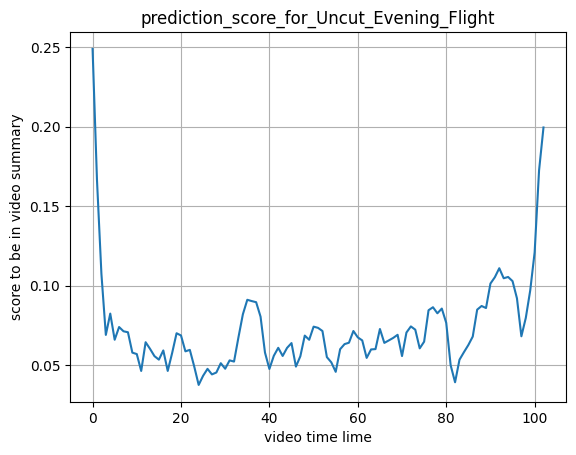 prediction_score_for_Uncut_Evening_Flight
score to be in video summary
0.25
0.20
0.15
0.10
0.05
0 20 40 60 80 100
video time lime